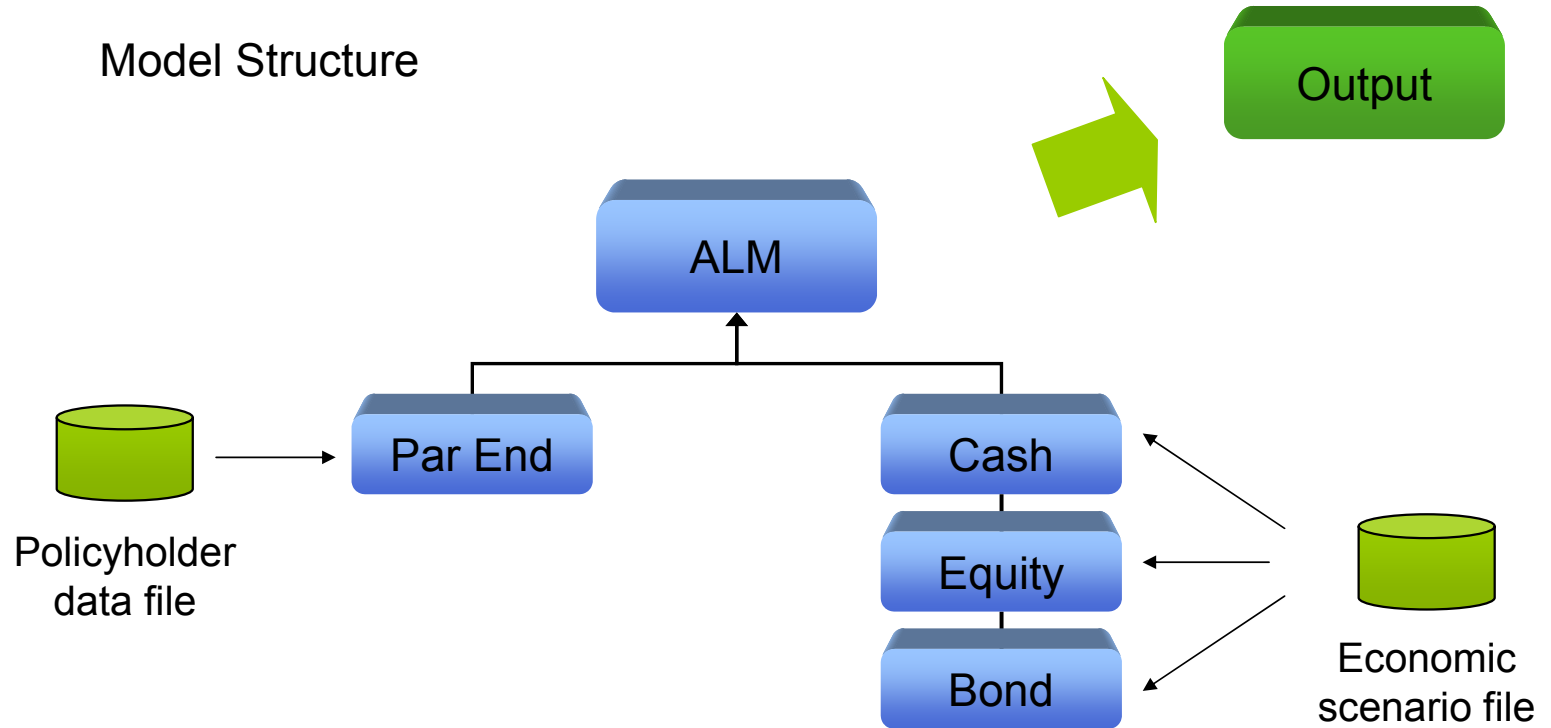 Model Structure
Output
ALM
Par End
Cash
Policyholder
data file
Equity
Economic
scenario file
Bond